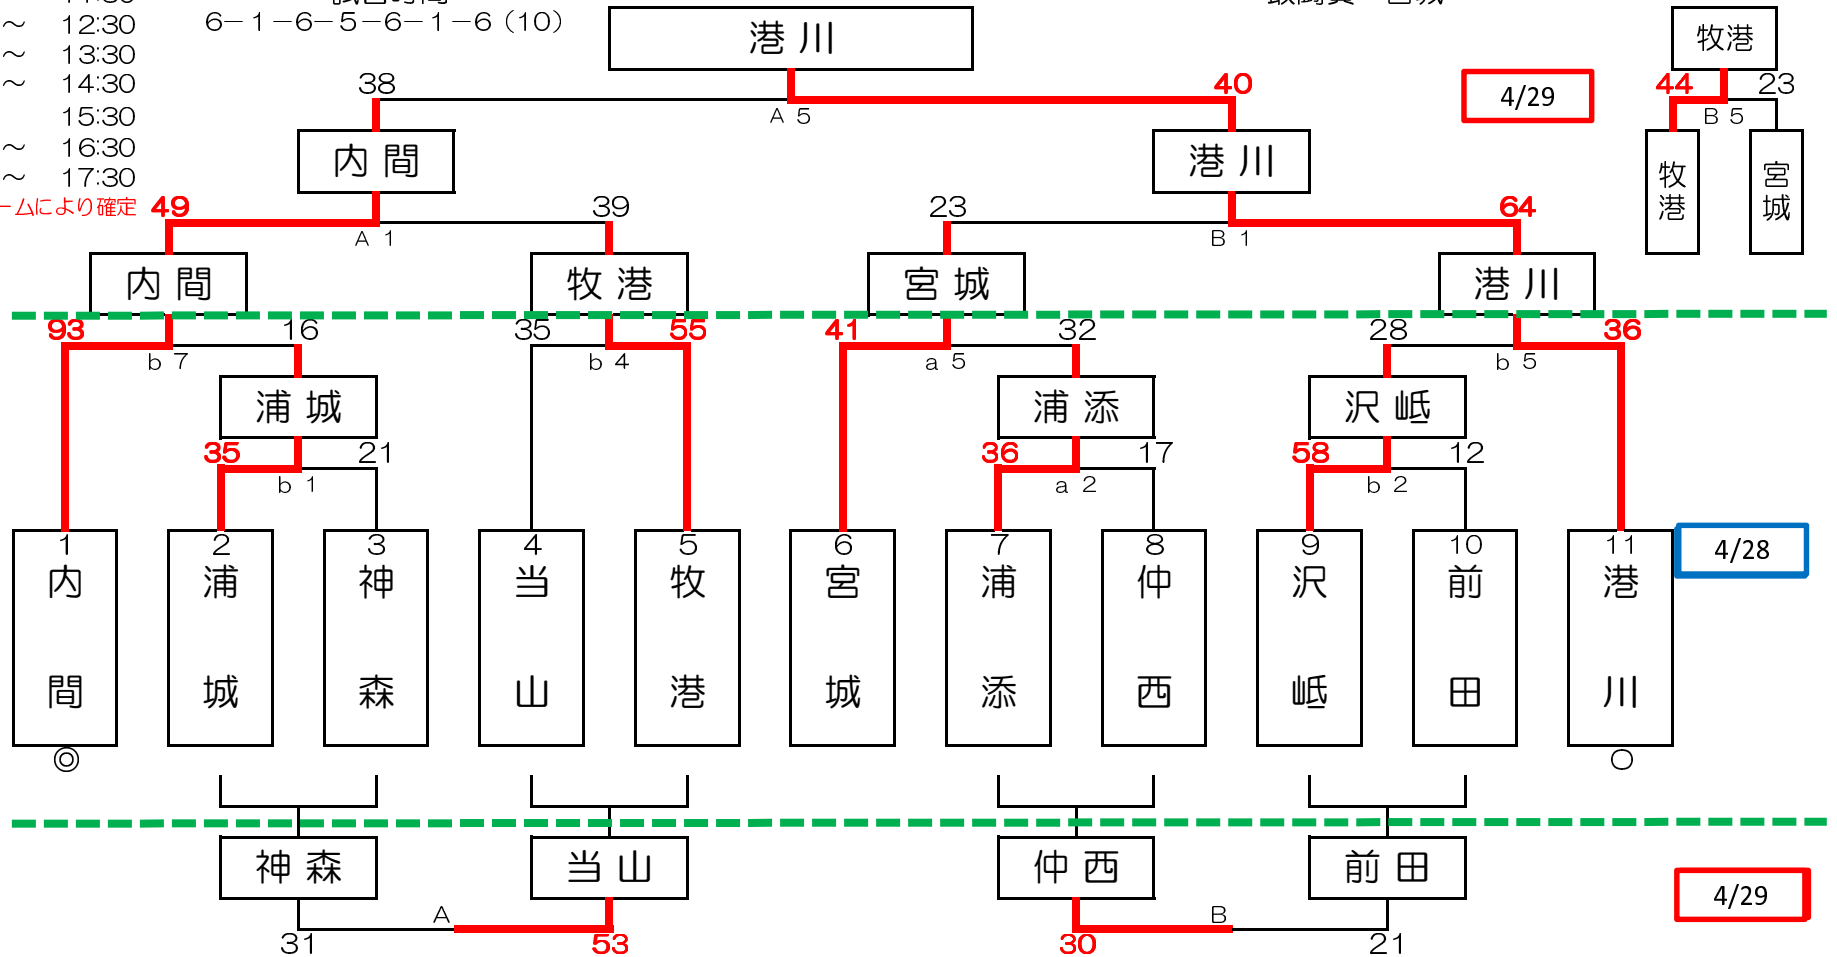 ～ 12:30
6－1－6－5－6－1－6（10）
港川
牧港
～ 13:30
～ 14:30
38
40
4/29
44
23
A 5
B 5
15:30
～ 16:30
内間
港川
牧港
宮城
～ 17:30
ームにより確定
49
39
23
64
A 1
B 1
内間
牧港
宮城
港川
93
16
35
55
41
32
28
36
b 7
b 4
a 5
b 5
浦城
浦添
沢岻
35
21
36
17
58
12
b 1
a 2
b 2
1 内間
2 浦城
3 神森
4 当山
5 牧港
6 宮城
7 浦添
8 仲西
9 沢岻
10 前田
11 港川
4/28
◎
○
神森
当山
仲西
前田
4/29
A
B
31
53
30
21